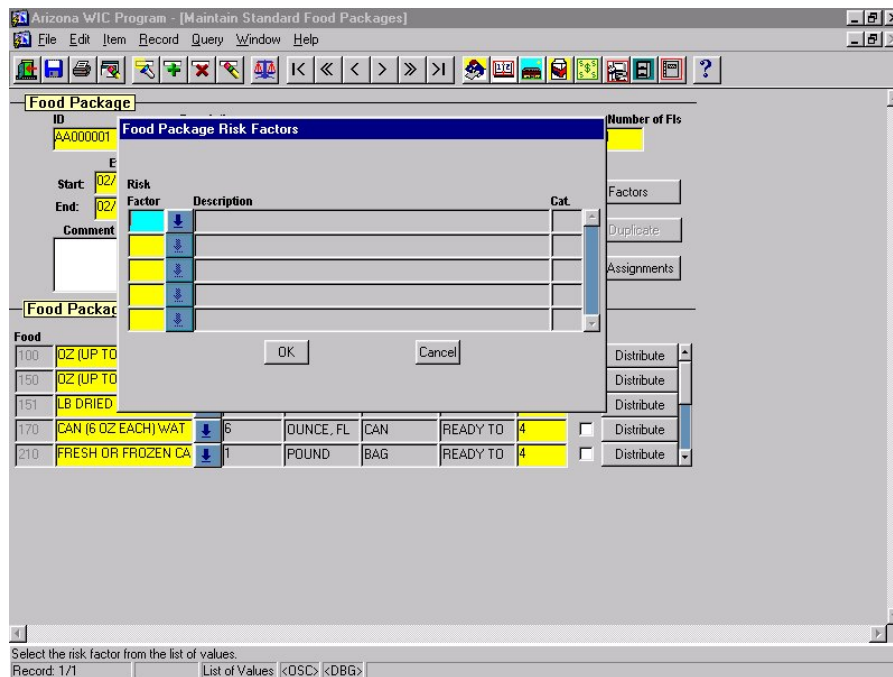 Arizona WIC Program - [Maintain Standard Food Packages]
File Edit Item Record Query Window Help
Food Package
ID
Number of FIs
AA000001
Food Package Risk Factors
Start: 02/
End: 02/
Comment
Risk
Factor Description Cat.
Factors
Duplicate
Assignments
OK Cancel
Food
100 OZ (UP TO Distribute
150 OZ (UP TO Distribute
151 LB DRIED Distribute
170 CAN (6 OZ EACH) WAT 6 OUNCE, FL CAN READY TO 4 Distribute
210 FRESH OR FROZEN CA 1 POUND BAG READY TO 4 Distribute
Select the risk factor from the list of values.
Record: 1/1 List of Values <OSC> <DBG>